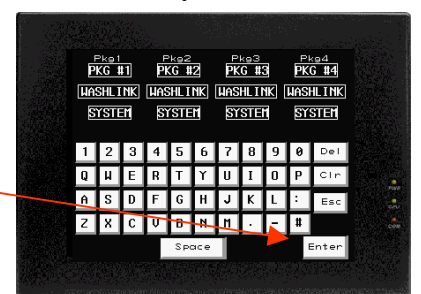 Pkg1 Pkg2 Pkg3 Pkg4
PKG #1 PKG #2 PKG #3 PKG #4
WASHLINK WASHLINK WASHLINK WASHLINK
SYSTEM SYSTEM SYSTEM SYSTEM
1 2 3 4 5 6 7 8 9 0 Del
Q W E R T Y U I O P Clr
A S D F G H J K L : Esc
Z X C V B N M . - #
Space Enter